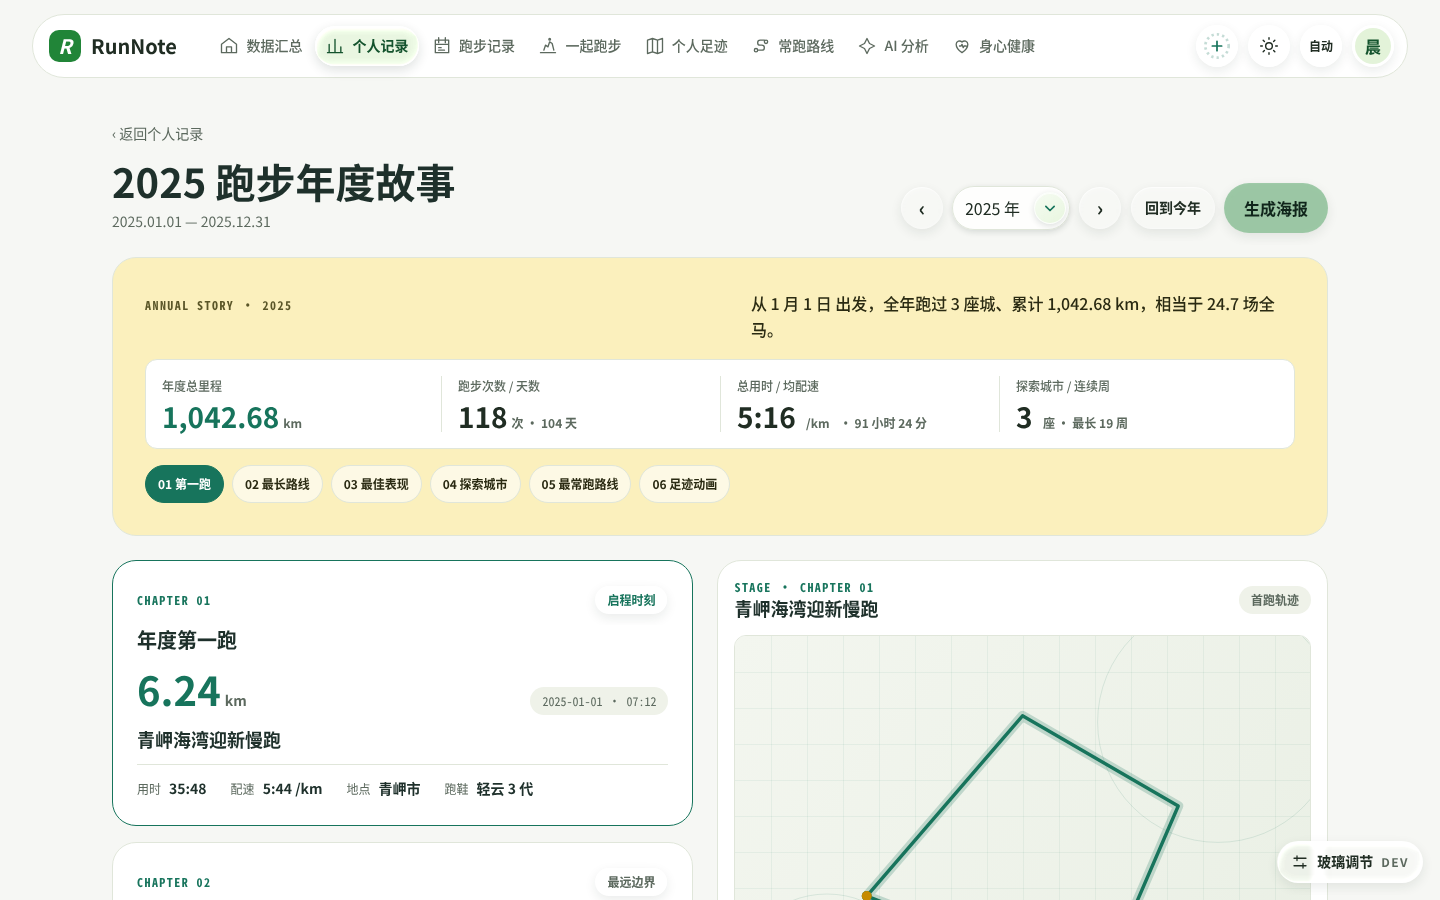 R RunNote 数据汇总 个人记录 跑步记录 一起跑步 个人足迹 常跑路线 AI 分析 身心健康 自动 晨
‹ 返回个人记录
2025 跑步年度故事
2025.01.01 — 2025.12.31
‹ 2025 年 › 回到今年 生成海报
ANNUAL STORY • 2025
从 1 月 1 日 出发，全年跑过 3 座城、累计 1,042.68 km，相当于 24.7 场全
马。
年度总里程 跑步次数 / 天数 总用时 / 均配速 探索城市 / 连续周
1,042.68 km 118 次 • 104 天 5:16 /km • 91 小时 24 分 3 座 • 最长 19 周
01 第一跑 02 最长路线 03 最佳表现 04 探索城市 05 最常跑路线 06 足迹动画
CHAPTER 01 启程时刻
年度第一跑
6.24 km 2025-01-01 • 07:12
青岬海湾迎新慢跑
用时 35:48 配速 5:44 /km 地点 青岬市 跑鞋 轻云 3 代
CHAPTER 02 最远边界
STAGE • CHAPTER 01
青岬海湾迎新慢跑 首跑轨迹
玻璃调节 DEV